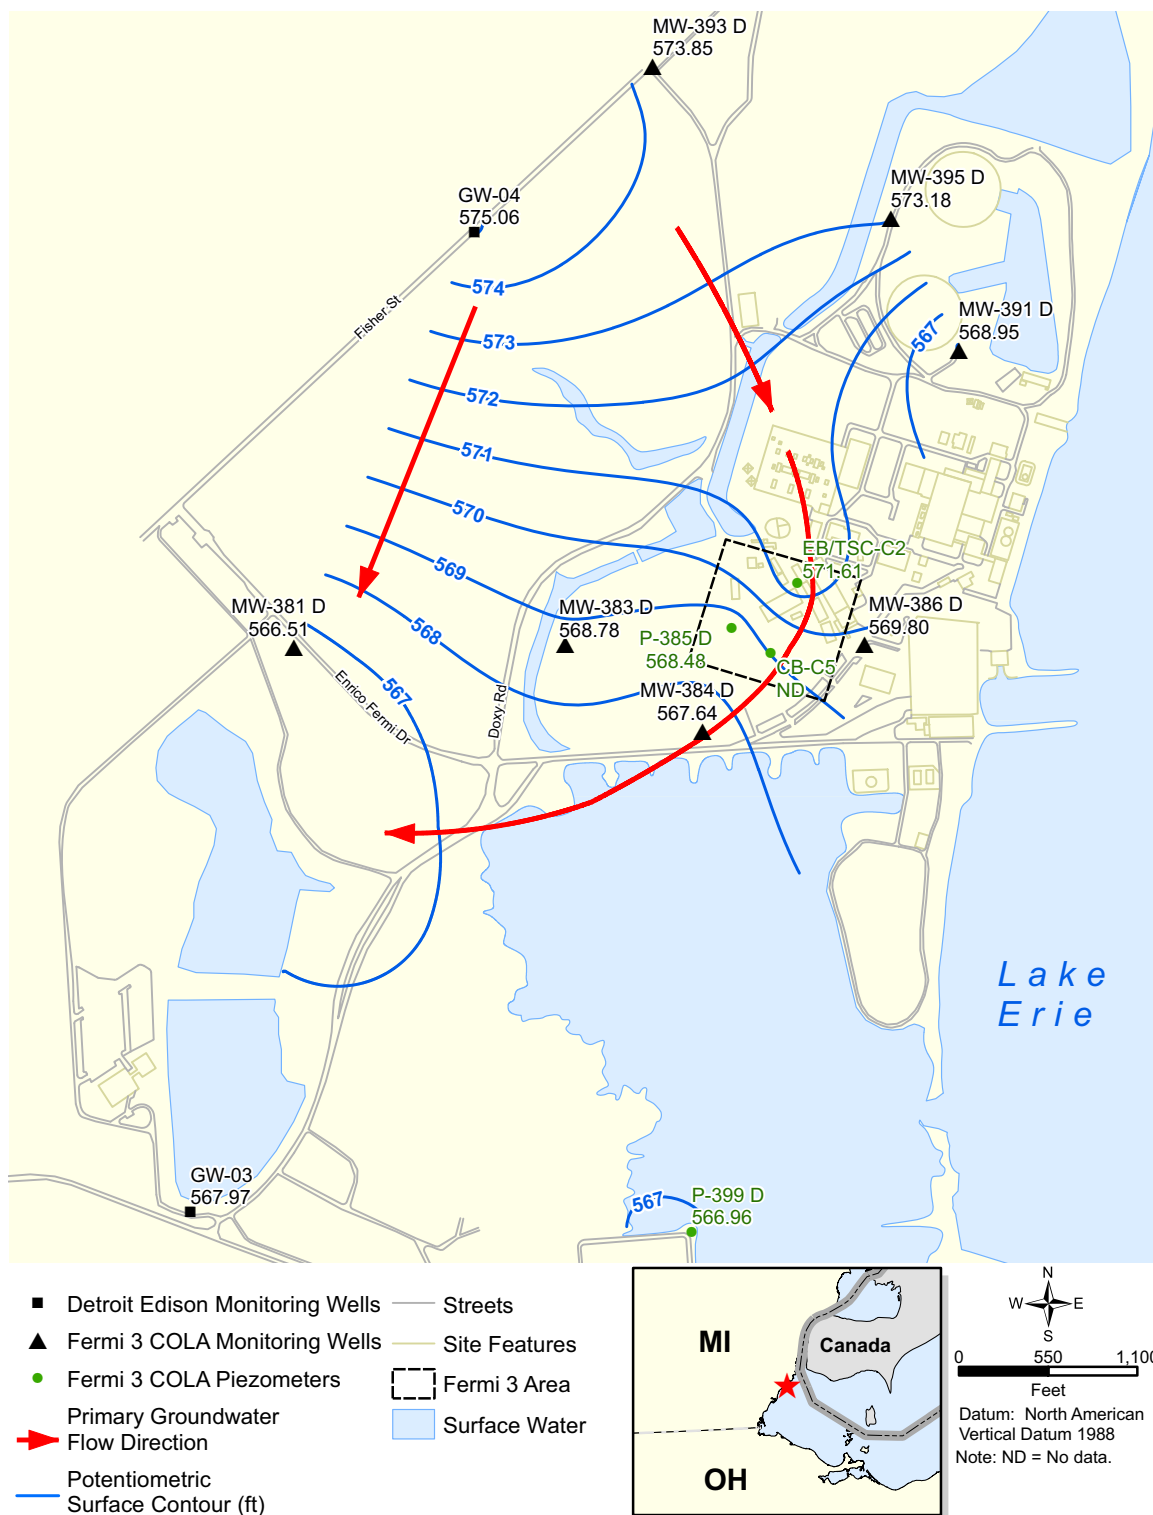 MW-393 D
573.85
MW-395 D
573.18
GW-04
575.06
574
Fisher St
573
MW-391 D
568.95
567
572
571
570
EB/TSC-C2
571.61
569
MW-381 D
566.51
MW-383 D
568.78
MW-386 D
569.80
568
P-385 D
568.48
CB-C5
ND
567
Enrico Fermi Dr
Doxy Rd
MW-384 D
567.64
Lake
Erie
GW-03
567.97
567
P-399 D
566.96
Detroit Edison Monitoring Wells
Fermi 3 COLA Monitoring Wells
Fermi 3 COLA Piezometers
Primary Groundwater
Flow Direction
Potentiometric
Surface Contour (ft)
Streets
Site Features
Fermi 3 Area
Surface Water
MI
Canada
OH
N
W E
S
0 550 1,100
Feet
Datum: North American
Vertical Datum 1988
Note: ND = No data.